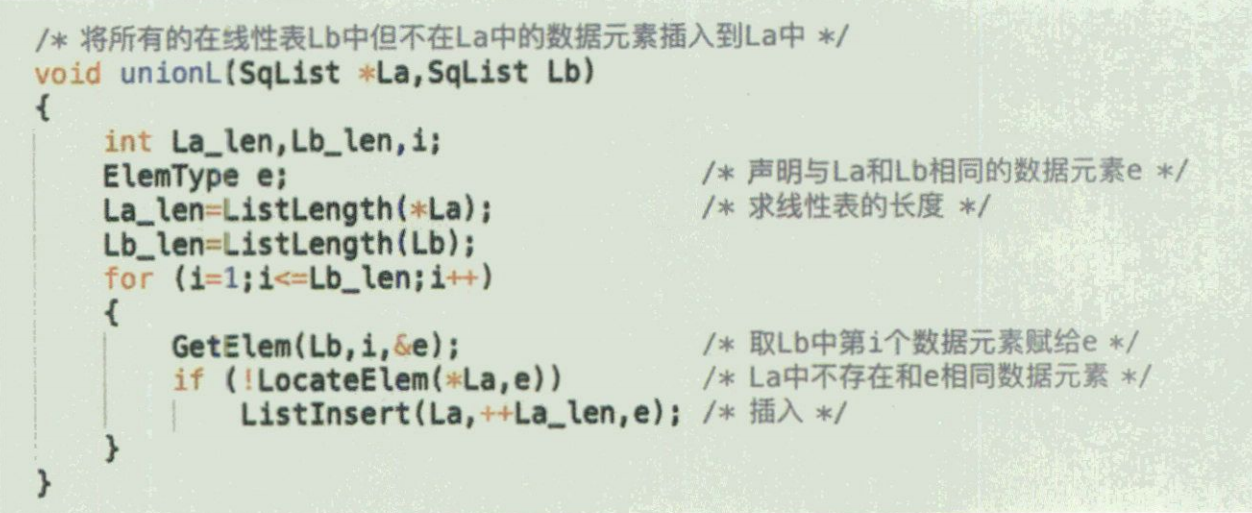 /* 将所有的在线性表Lb中但不在La中的数据元素插入到La中 */
void unionL(SqList *La,SqList Lb)
{
    int La_len,Lb_len,i;
    ElemType e;                        /* 声明与La和Lb相同的数据元素e */
    La_len=ListLength(*La);            /* 求线性表的长度 */
    Lb_len=ListLength(Lb);
    for (i=1;i<=Lb_len;i++)
    {
        GetElem(Lb,i,&e);              /* 取Lb中第i个数据元素赋给e */
        if (!LocateElem(*La,e))        /* La中不存在和e相同数据元素 */
            ListInsert(La,++La_len,e); /* 插入 */
    }
}